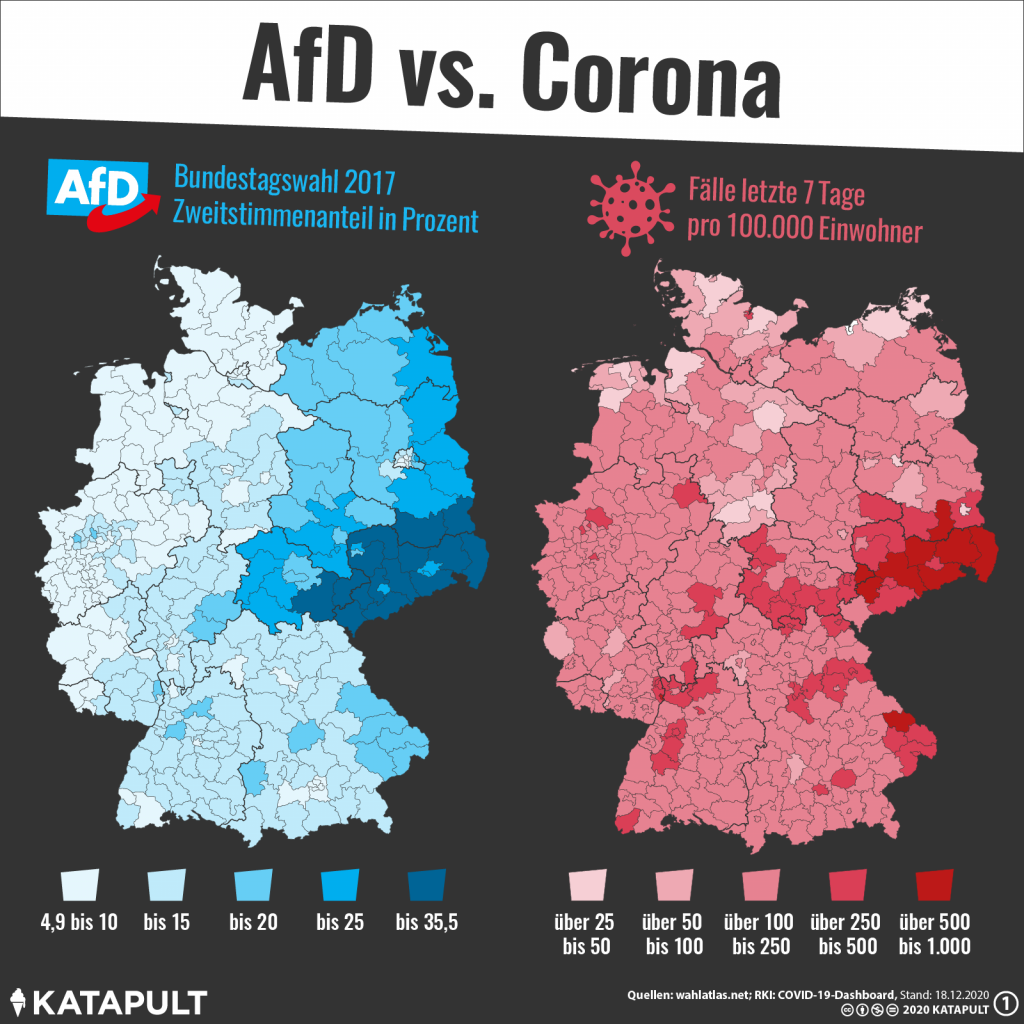 AfD vs. Corona
AfD
Bundestagswahl 2017
Zweitstimmenanteil in Prozent
Fälle letzte 7 Tage
pro 100.000 Einwohner
4,9 bis 10
bis 15
bis 20
bis 25
bis 35,5
über 25
bis 50
über 50
bis 100
über 100
bis 250
über 250
bis 500
über 500
bis 1.000
KATAPULT
Quellen: wahlatlas.net; RKI: COVID-19-Dashboard, Stand: 18.12.2020
2020 KATAPULT
1